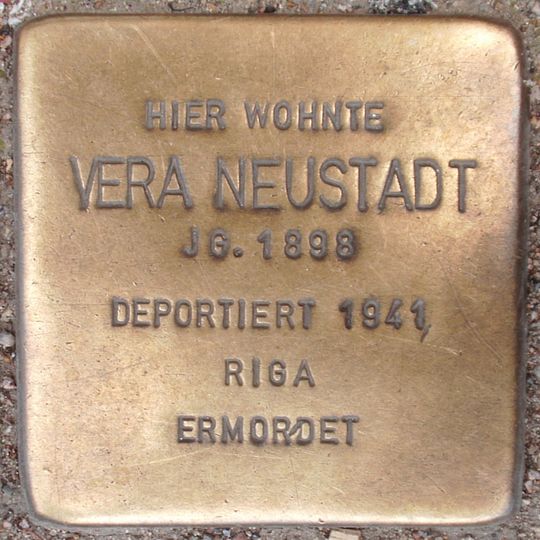 HIER WOHNTE
VERA NEUSTADT
JG. 1898
DEPORTIERT 1941,
RIGA
ERMORDET